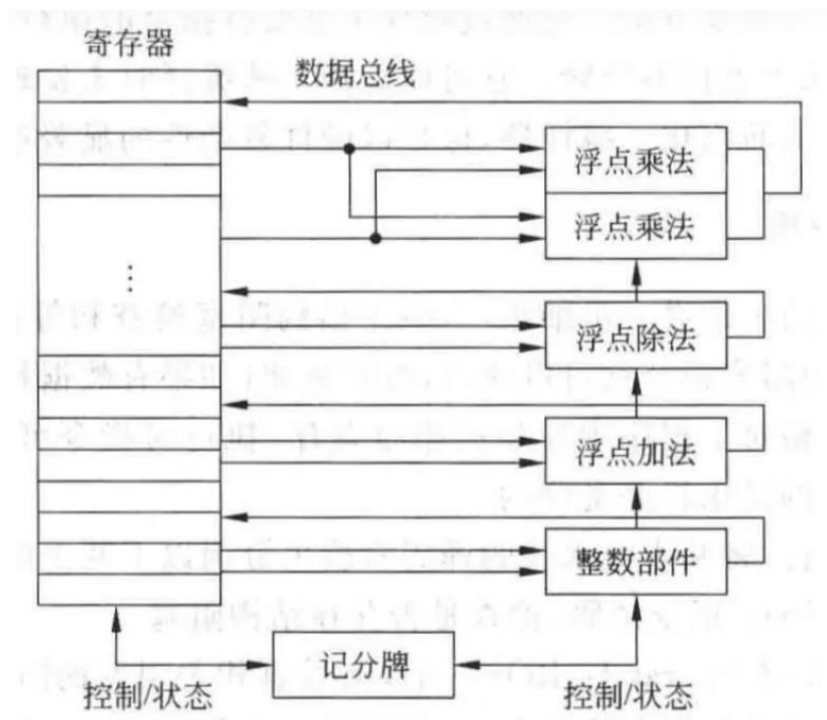 寄存器
数据总线
浮点乘法
浮点乘法
⋮
浮点除法
浮点加法
整数部件
记分牌
控制/状态
控制/状态